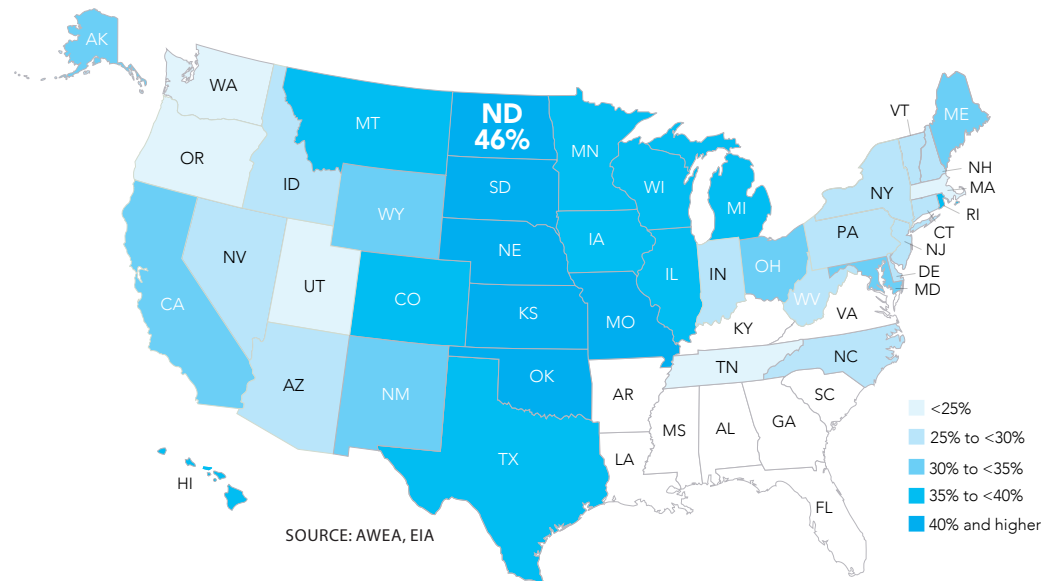 AK
WA
MT
ND
46%
MN
VT
ME
OR
ID
SD
WI
MI
NY
NH
MA
RI
WY
NE
IA
PA
CT
NJ
NV
UT
CO
IL
IN
OH
DE
MD
CA
KS
MO
WV
VA
KY
AZ
NM
OK
AR
TN
NC
SC
TX
LA
MS
AL
GA
FL
HI
<25%
25% to <30%
30% to <35%
35% to <40%
40% and higher
SOURCE: AWEA, EIA